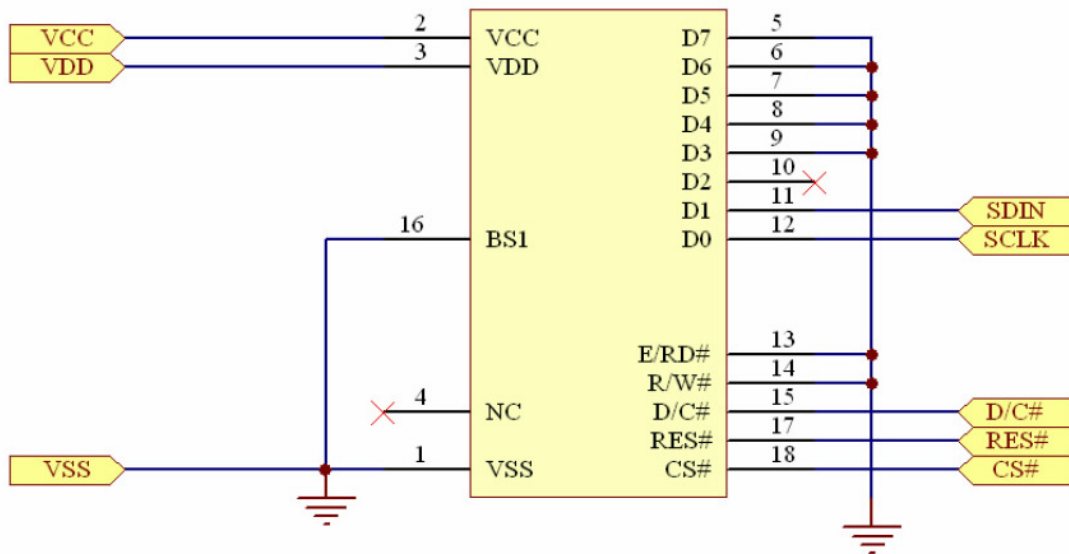 VCC 2 VCC D7 5
VDD 3 VDD D6 6
D5 7
D4 8
D3 9
D2 10
D1 11 SDIN
16 BS1 D0 12 SCLK
E/RD# 13
R/W# 14
4 NC D/C# 15 D/C#
RES# 17 RES#
VSS 1 VSS CS# 18 CS#